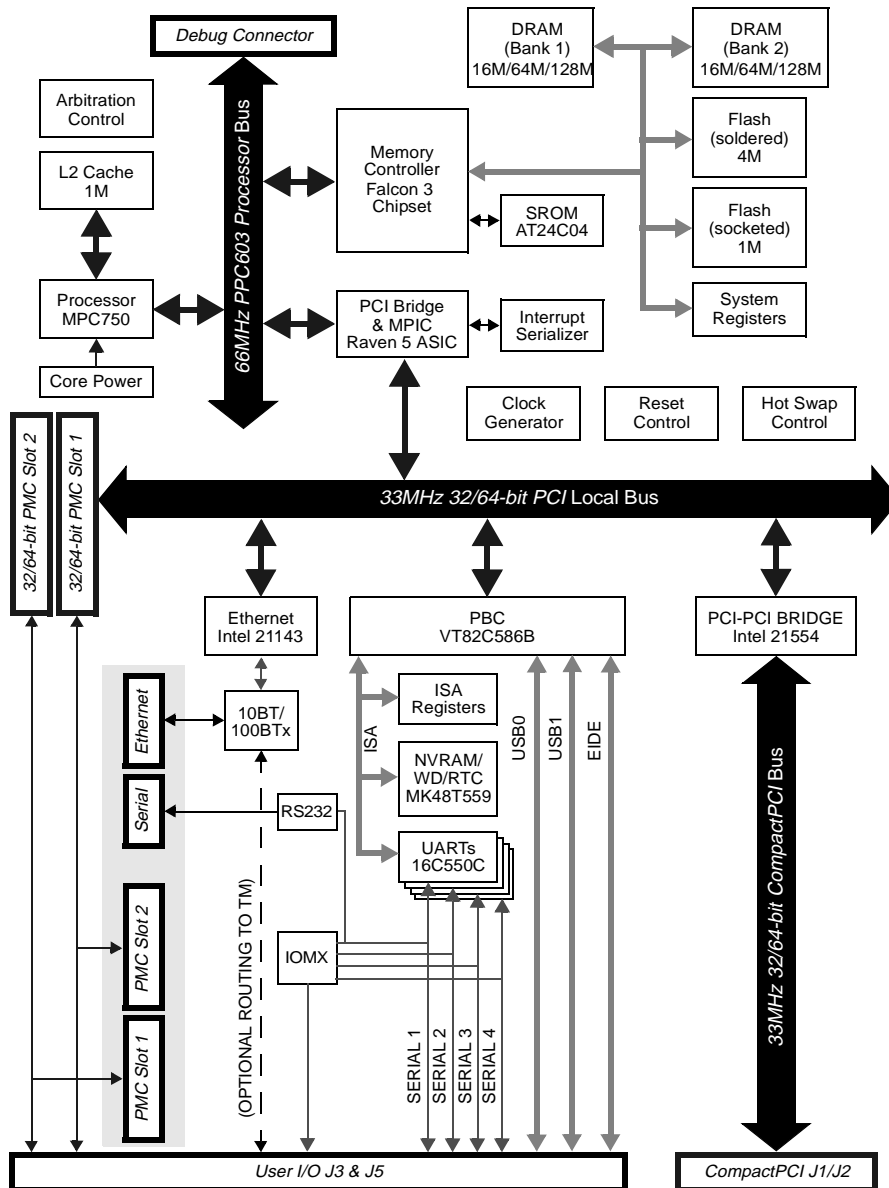 Debug Connector
DRAM
(Bank 1)
16M/64M/128M
DRAM
(Bank 2)
16M/64M/128M
Arbitration
Control
Memory
Controller
Falcon 3
Chipset
Flash
(soldered)
4M
L2 Cache
1M
SROM
AT24C04
Flash
(socketed)
1M
66MHz PPC603 Processor Bus
Processor
MPC750
PCI Bridge
& MPIC
Raven 5 ASIC
Interrupt
Serializer
System
Registers
Core Power
Clock
Generator
Reset
Control
Hot Swap
Control
32/64-bit PMC Slot 2
32/64-bit PMC Slot 1
33MHz 32/64-bit PCI Local Bus
Ethernet
Intel 21143
PBC
VT82C586B
PCI-PCI BRIDGE
Intel 21554
Ethernet
10BT/
100BTx
ISA
ISA
Registers
USB0
USB1
EIDE
NVRAM/
WD/RTC
MK48T559
Serial
RS232
UARTs
16C550C
33MHz 32/64-bit CompactPCI Bus
PMC Slot 2
IOMX
(OPTIONAL ROUTING TO TM)
PMC Slot 1
SERIAL 1
SERIAL 2
SERIAL 3
SERIAL 4
User I/O J3 & J5
CompactPCI J1/J2